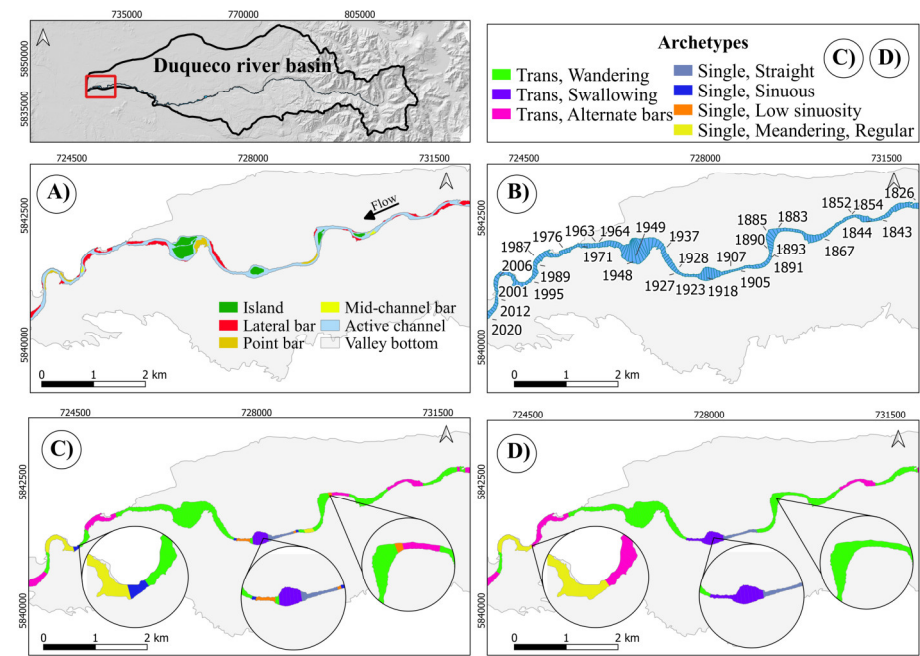 735000 770000 805000
5850000
5835000
Duqueco river basin
Archetypes
C) D)
Trans, Wandering
Trans, Swallowing
Trans, Alternate bars
Single, Straight
Single, Sinuous
Single, Low sinuosity
Single, Meandering, Regular
724500 728000 731500
5842500
5840000
A)
Flow
Island
Lateral bar
Point bar
Mid-channel bar
Active channel
Valley bottom
0 1 2 km
724500 728000 731500
5842500
5840000
B)
1826
1852
1854
1844
1843
1885
1883
1890
1893
1867
1891
1949
1964
1963
1976
1971
1937
1987
2006
1948
1928
1907
1989
1905
2001
1995
1927
1923
1918
2012
2020
0 1 2 km
724500 728000 731500
5842500
5840000
C)
0 1 2 km
724500 728000 731500
5842500
5840000
D)
0 1 2 km